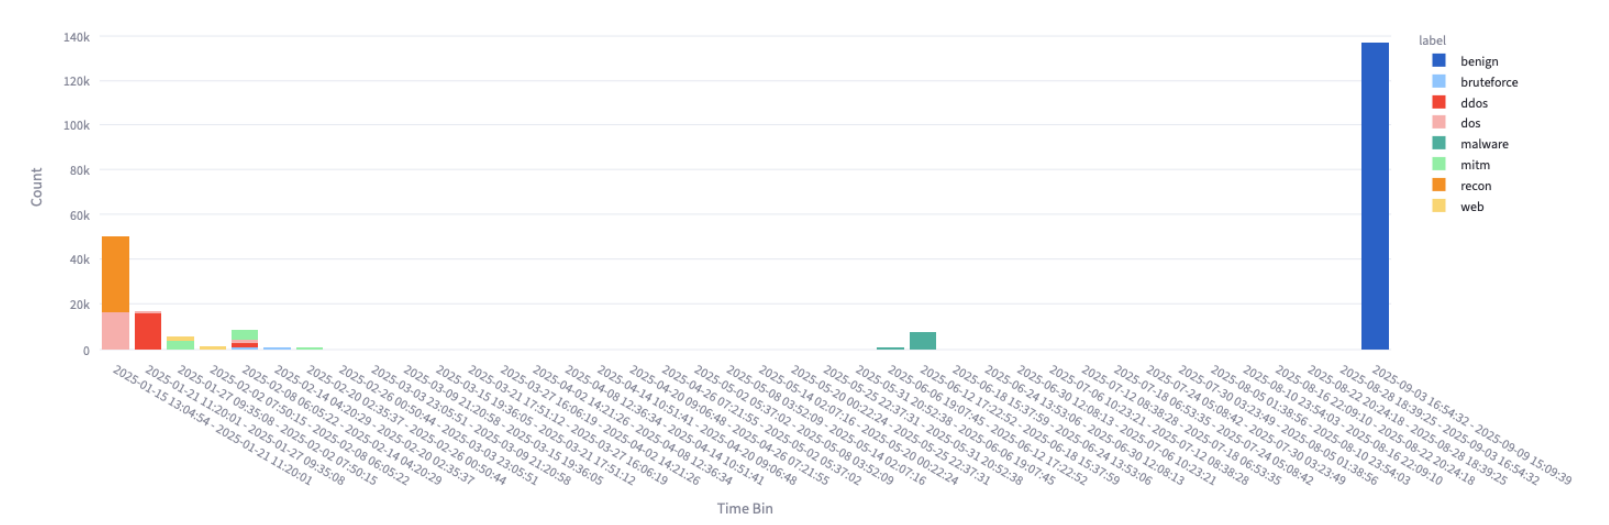 140k
120k
100k
80k
60k
40k
20k
0
Count
2025-01-15 13:04:54 - 2025-01-21 11:20:01
2025-01-21 11:20:01 - 2025-01-27 09:35:08
2025-01-27 09:35:08 - 2025-02-02 07:50:15
2025-02-02 07:50:15 - 2025-02-08 06:05:22
2025-02-08 06:05:22 - 2025-02-14 04:20:29
2025-02-14 04:20:29 - 2025-02-20 02:35:37
2025-02-20 02:35:37 - 2025-02-26 00:50:44
2025-02-26 00:50:44 - 2025-03-03 23:05:51
2025-03-03 23:05:51 - 2025-03-09 21:20:58
2025-03-09 21:20:58 - 2025-03-15 19:36:05
2025-03-15 19:36:05 - 2025-03-21 17:51:12
2025-03-21 17:51:12 - 2025-03-27 16:06:19
2025-03-27 16:06:19 - 2025-04-02 14:21:26
2025-04-02 14:21:26 - 2025-04-08 12:36:34
2025-04-08 12:36:34 - 2025-04-14 10:51:41
2025-04-14 10:51:41 - 2025-04-20 09:06:48
2025-04-20 09:06:48 - 2025-04-26 07:21:55
2025-04-26 07:21:55 - 2025-05-02 05:37:02
2025-05-02 05:37:02 - 2025-05-08 03:52:09
2025-05-08 03:52:09 - 2025-05-14 02:07:16
2025-05-14 02:07:16 - 2025-05-20 00:22:24
2025-05-20 00:22:24 - 2025-05-25 22:37:31
2025-05-25 22:37:31 - 2025-05-31 20:52:38
2025-05-31 20:52:38 - 2025-06-06 19:07:45
2025-06-06 19:07:45 - 2025-06-12 17:22:52
2025-06-12 17:22:52 - 2025-06-18 15:37:59
2025-06-18 15:37:59 - 2025-06-24 13:53:06
2025-06-24 13:53:06 - 2025-06-30 12:08:13
2025-06-30 12:08:13 - 2025-07-06 10:23:21
2025-07-06 10:23:21 - 2025-07-12 08:38:28
2025-07-12 08:38:28 - 2025-07-18 06:53:35
2025-07-18 06:53:35 - 2025-07-24 05:08:42
2025-07-24 05:08:42 - 2025-07-30 03:23:49
2025-07-30 03:23:49 - 2025-08-05 01:38:56
2025-08-05 01:38:56 - 2025-08-10 23:54:03
2025-08-10 23:54:03 - 2025-08-16 22:09:10
2025-08-16 22:09:10 - 2025-08-22 20:24:18
2025-08-22 20:24:18 - 2025-08-28 18:39:25
2025-08-28 18:39:25 - 2025-09-03 16:54:32
2025-09-03 16:54:32 - 2025-09-09 15:09:39
Time Bin
label
benign
bruteforce
ddos
dos
malware
mitm
recon
web